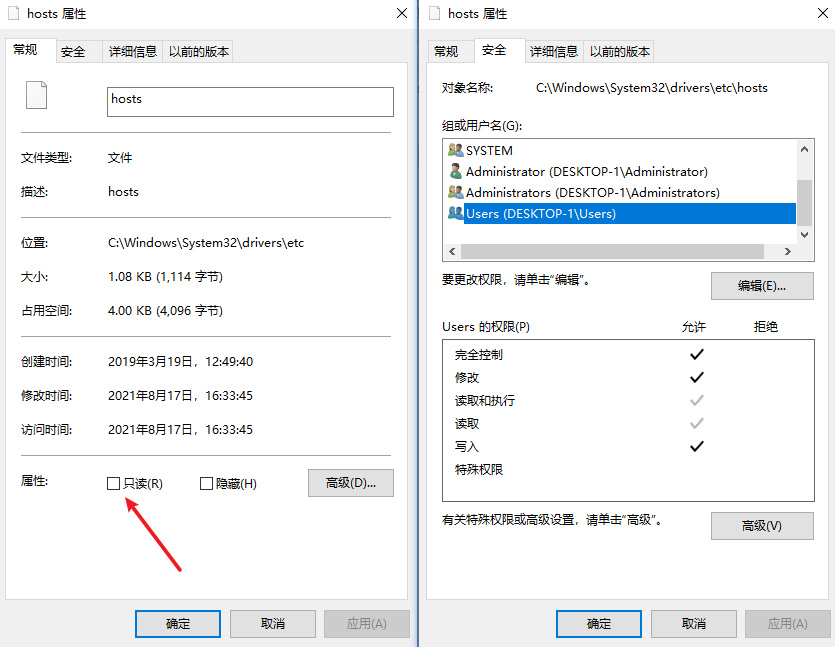 hosts 属性
常规 安全 详细信息 以前的版本
hosts
文件类型: 文件
描述: hosts
位置: C:\Windows\System32\drivers\etc
大小: 1.08 KB (1,114 字节)
占用空间: 4.00 KB (4,096 字节)
创建时间: 2019年3月19日，12:49:40
修改时间: 2021年8月17日，16:33:45
访问时间: 2021年8月17日，16:33:45
属性: 只读(R) 隐藏(H) 高级(D)...
确定 取消 应用(A)
hosts 属性
常规 安全 详细信息 以前的版本
对象名称: C:\Windows\System32\drivers\etc\hosts
组或用户名(G):
SYSTEM
Administrator (DESKTOP-1\Administrator)
Administrators (DESKTOP-1\Administrators)
Users (DESKTOP-1\Users)
要更改权限，请单击“编辑”。 编辑(E)...
Users 的权限(P) 允许 拒绝
完全控制
修改
读取和执行
读取
写入
特殊权限
有关特殊权限或高级设置，请单击“高级”。 高级(V)
确定 取消 应用(A)